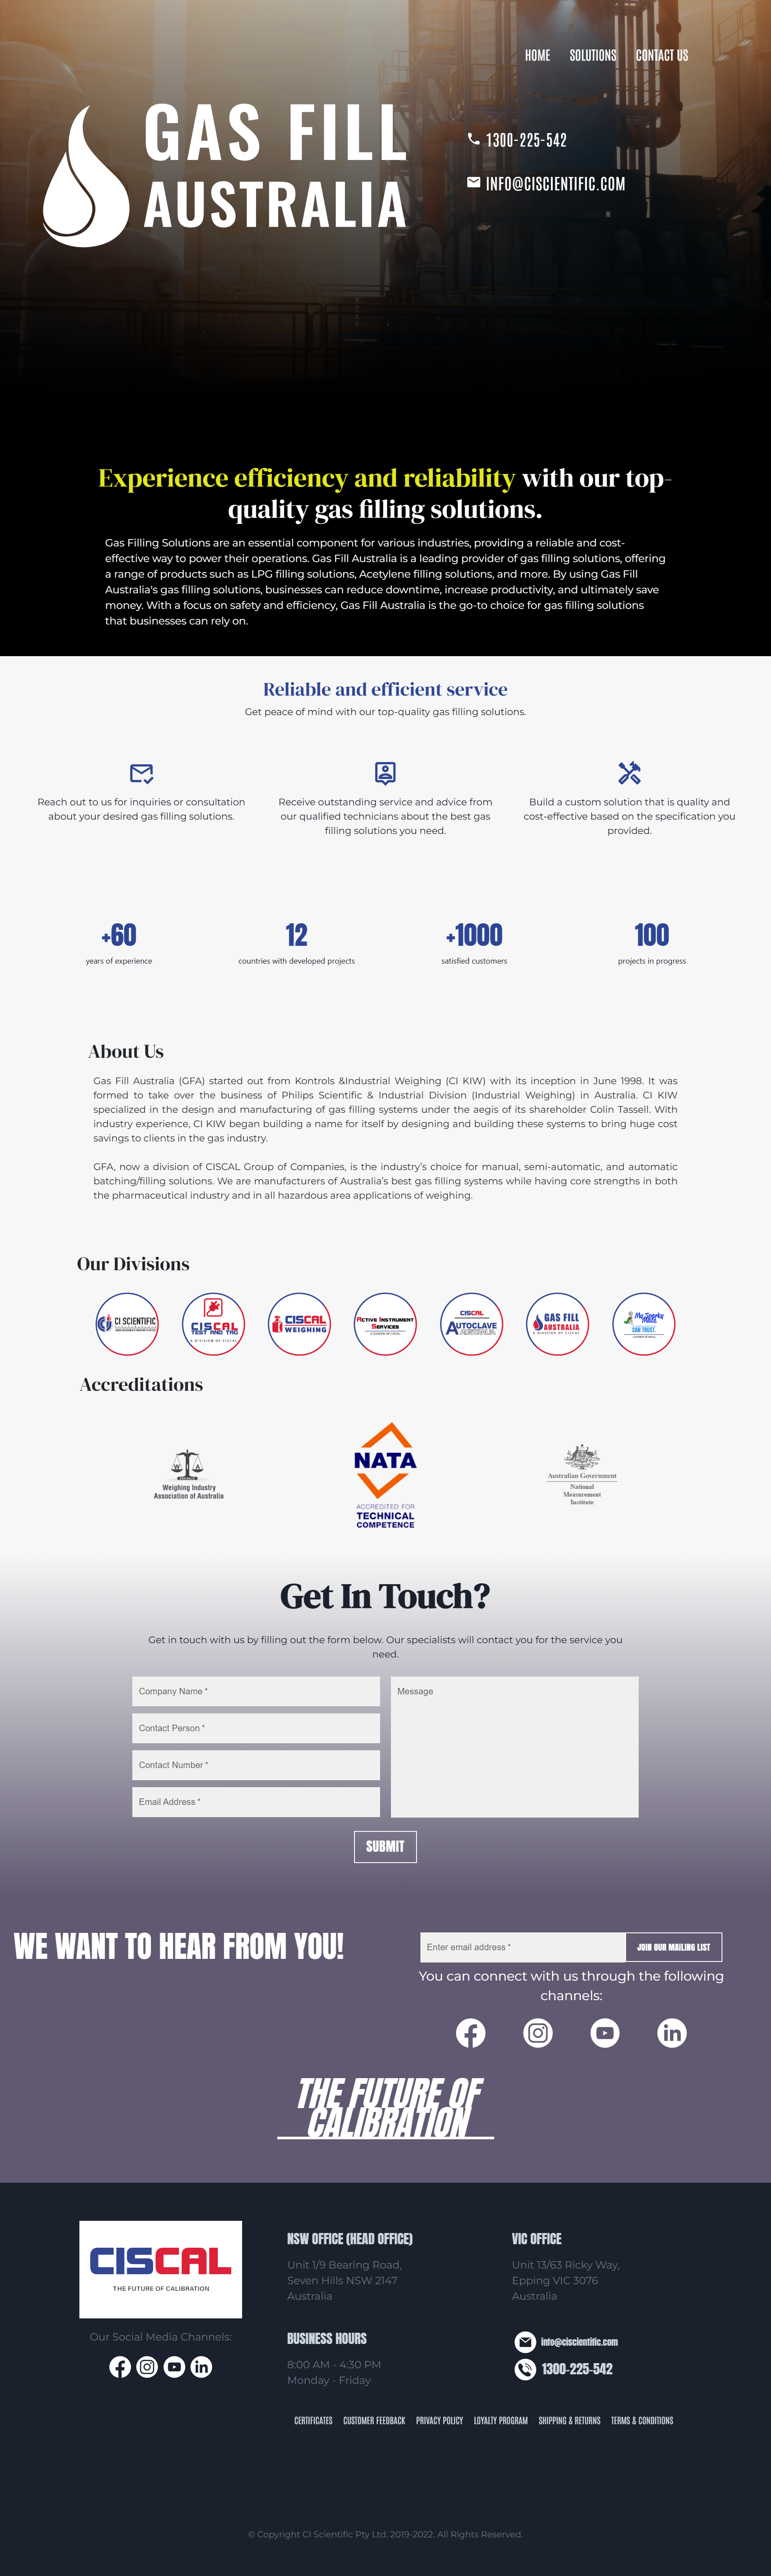 HOME SOLUTIONS CONTACT US
GAS FILL
AUSTRALIA
1300-225-542
INFO@CISCIENTIFIC.COM
Experience efficiency and reliability with our top-
quality gas filling solutions.
Gas Filling Solutions are an essential component for various industries, providing a reliable and cost-
effective way to power their operations. Gas Fill Australia is a leading provider of gas filling solutions, offering
a range of products such as LPG filling solutions, Acetylene filling solutions, and more. By using Gas Fill
Australia's gas filling solutions, businesses can reduce downtime, increase productivity, and ultimately save
money. With a focus on safety and efficiency, Gas Fill Australia is the go-to choice for gas filling solutions
that businesses can rely on.
Reliable and efficient service
Get peace of mind with our top-quality gas filling solutions.
Reach out to us for inquiries or consultation
about your desired gas filling solutions.
Receive outstanding service and advice from
our qualified technicians about the best gas
filling solutions you need.
Build a custom solution that is quality and
cost-effective based on the specification you
provided.
+60
years of experience
12
countries with developed projects
+1000
satisfied customers
100
projects in progress
About Us
Gas Fill Australia (GFA) started out from Kontrols &Industrial Weighing (CI KIW) with its inception in June 1998. It was
formed to take over the business of Philips Scientific & Industrial Division (Industrial Weighing) in Australia. CI KIW
specialized in the design and manufacturing of gas filling systems under the aegis of its shareholder Colin Tassell. With
industry experience, CI KIW began building a name for itself by designing and building these systems to bring huge cost
savings to clients in the gas industry.
GFA, now a division of CISCAL Group of Companies, is the industry’s choice for manual, semi-automatic, and automatic
batching/filling solutions. We are manufacturers of Australia’s best gas filling systems while having core strengths in both
the pharmaceutical industry and in all hazardous area applications of weighing.
Our Divisions
CI SCIENTIFIC
CISCAL
TEST AND TAG
A DIVISION OF CISCAL
CISCAL
WEIGHING
ACTIVE INSTRUMENT
SERVICES
A DIVISION OF CISCAL
CISCAL
AUTOCLAVE
AUSTRALIA
GAS FILL
AUSTRALIA
A DIVISION OF CISCAL
Mr. Sparky
Mate
CAN TRUST.
Accreditations
W A
AUSTRALIA
Weighing Industry
Association of Australia
NATA
ACCREDITED FOR
TECHNICAL
COMPETENCE
Australian Government
National
Measurement
Institute
Get In Touch?
Get in touch with us by filling out the form below. Our specialists will contact you for the service you
need.
Company Name *
Contact Person *
Contact Number *
Email Address *
Message
SUBMIT
WE WANT TO HEAR FROM YOU!
Enter email address *
JOIN OUR MAILING LIST
You can connect with us through the following
channels:
THE FUTURE OF
CALIBRATION
CISCAL
THE FUTURE OF CALIBRATION
Our Social Media Channels:
NSW OFFICE (HEAD OFFICE)
Unit 1/9 Bearing Road,
Seven Hills NSW 2147
Australia
BUSINESS HOURS
8:00 AM - 4:30 PM
Monday - Friday
VIC OFFICE
Unit 13/63 Ricky Way,
Epping VIC 3076
Australia
info@ciscientific.com
1300-225-542
CERTIFICATES CUSTOMER FEEDBACK PRIVACY POLICY LOYALTY PROGRAM SHIPPING & RETURNS TERMS & CONDITIONS
© Copyright CI Scientific Pty Ltd. 2019-2022. All Rights Reserved.